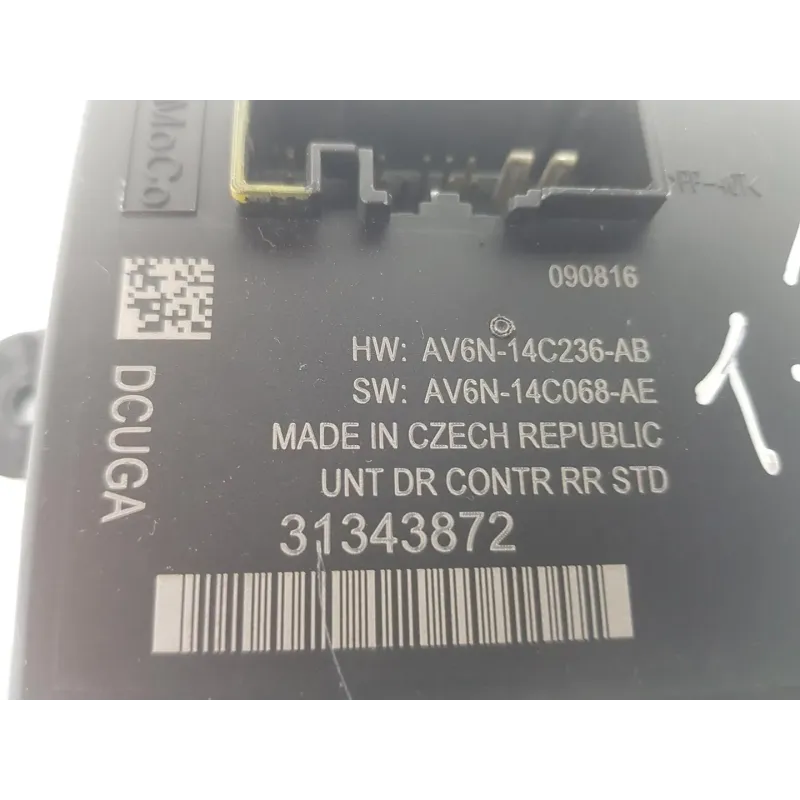 MoCo
090816
HW: AV6N-14C236-AB
SW: AV6N-14C068-AE
MADE IN CZECH REPUBLIC
UNT DR CONTR RR STD
31343872
DCUGA